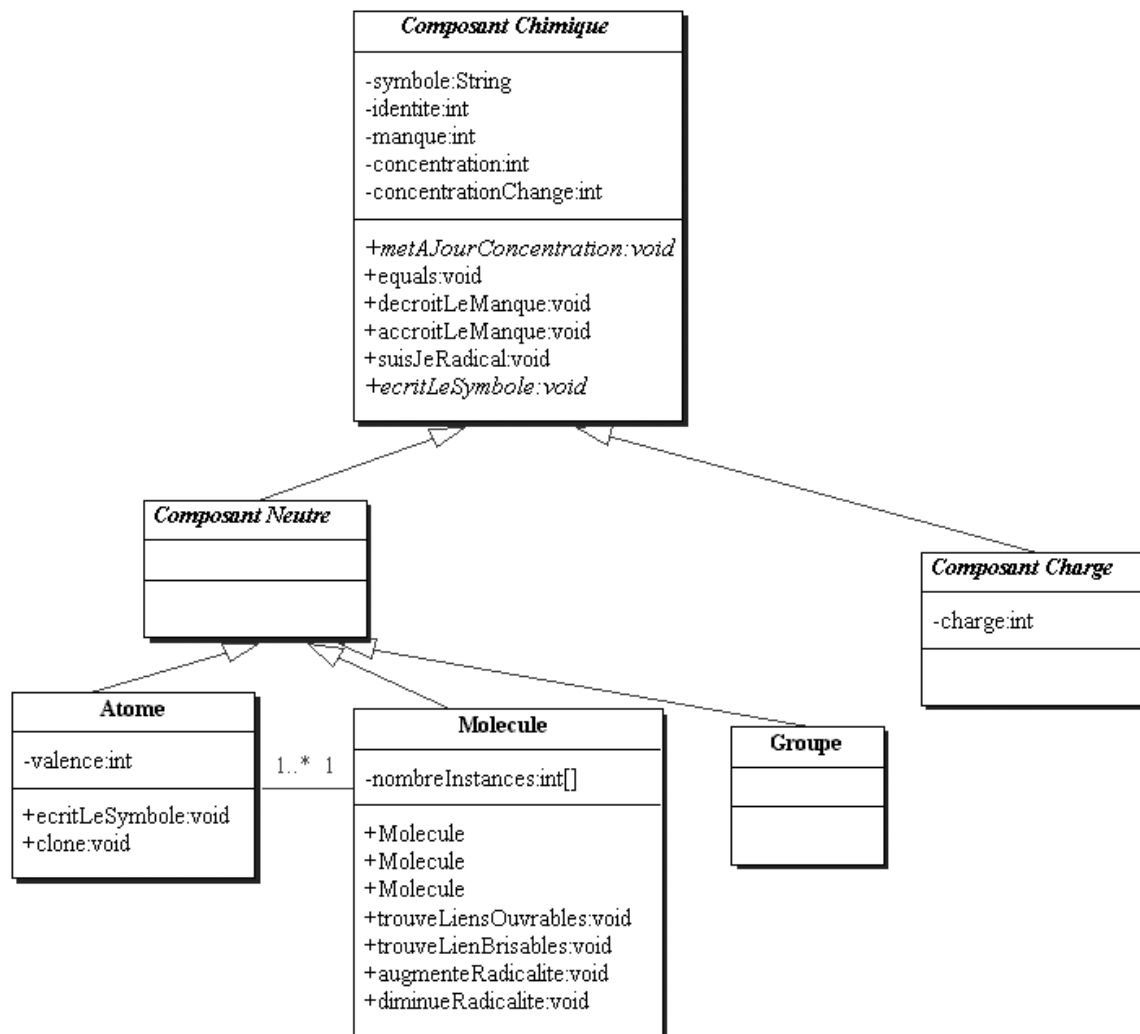 Composant Chimique
-symbole:String
-identite:int
-manque:int
-concentration:int
-concentrationChange:int
+metAJourConcentration:void
+equals:void
+decroitLeManque:void
+accroitLeManque:void
+suisJeRadical:void
+ecritLeSymbole:void
Composant Neutre
Composant Charge
-charge:int
Atome
-valence:int
+ecritLeSymbole:void
+clone:void
1..* 1
Molecule
-nombreInstances:int[]
+Molecule
+Molecule
+Molecule
+trouveLiensOuvrables:void
+trouveLienBrisables:void
+augmenteRadicalite:void
+diminueRadicalite:void
Groupe